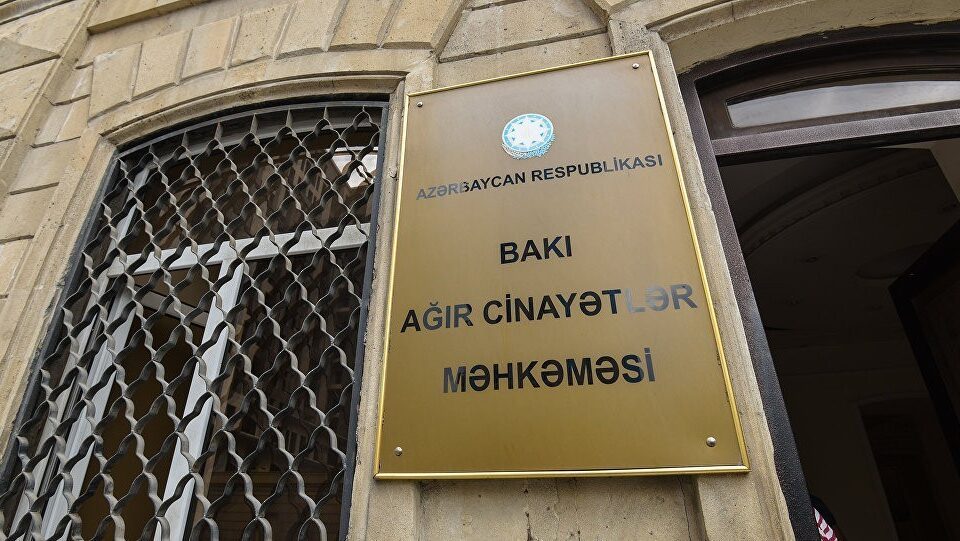 AZƏRBAYCAN RESPUBLİKASI
BAKI
AĞIR CİNAYƏTLƏR
MƏHKƏMƏSİ